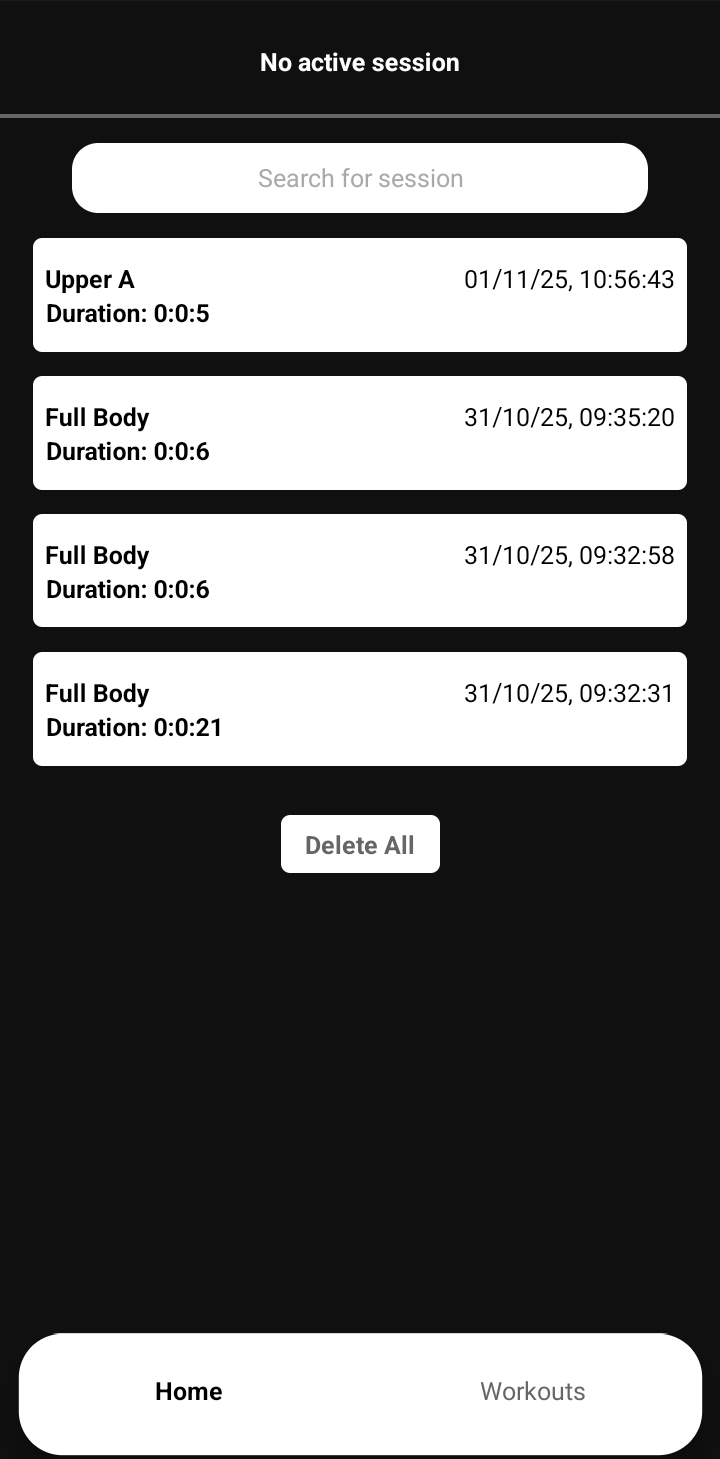 No active session
Search for session
Upper A 01/11/25, 10:56:43
Duration: 0:0:5
Full Body 31/10/25, 09:35:20
Duration: 0:0:6
Full Body 31/10/25, 09:32:58
Duration: 0:0:6
Full Body 31/10/25, 09:32:31
Duration: 0:0:21
Delete All
Home Workouts